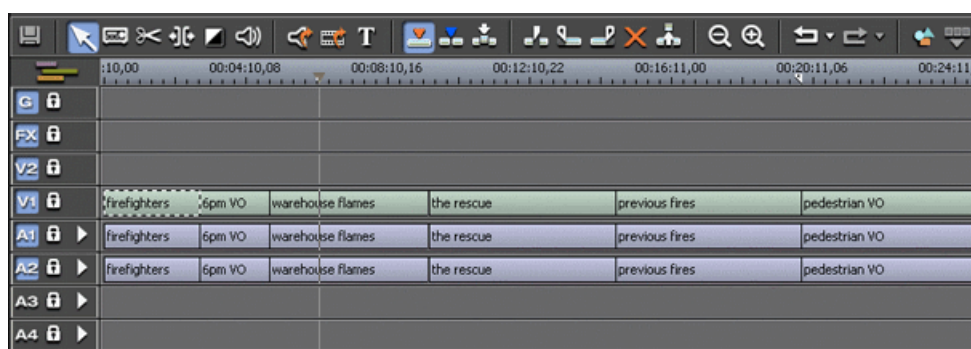 T
:10,00 00:04:10,08 00:08:10,16 00:12:10,22 00:16:11,00 00:20:11,06 00:24:11
G
FX
V2
V1 firefighters 6pm VO warehouse flames the rescue previous fires pedestrian VO
A1 firefighters 6pm VO warehouse flames the rescue previous fires pedestrian VO
A2 firefighters 6pm VO warehouse flames the rescue previous fires pedestrian VO
A3
A4